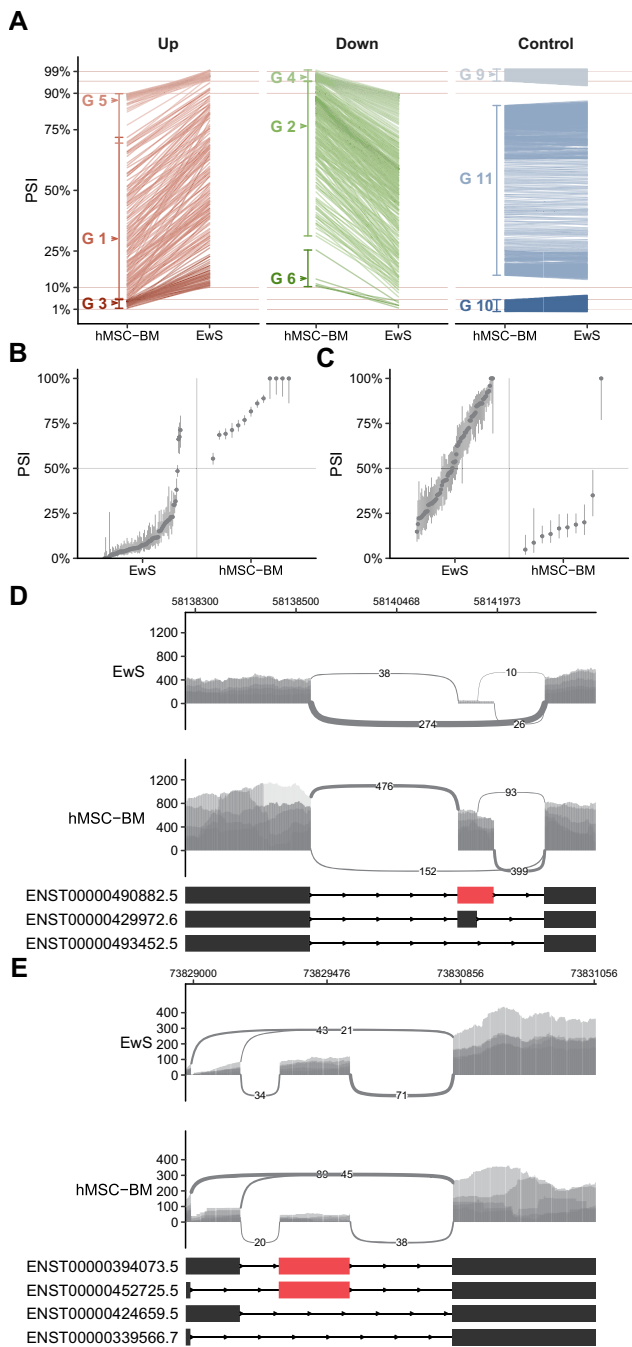 A
Up
Down
Control
99%
90%
75%
50%
25%
10%
1%
PSI
G 5
G 1
G 3
G 4
G 2
G 6
G 9
G 11
G 10
hMSC-BM
EwS
hMSC-BM
EwS
hMSC-BM
EwS
B
100%
75%
50%
25%
0%
PSI
EwS
hMSC−BM
C
100%
75%
50%
25%
0%
PSI
EwS
hMSC−BM
D
58138300
58138500
58140468
58141973
EwS
1200
800
400
0
38
10
274
26
hMSC−BM
1200
800
400
0
476
93
152
399
ENST00000490882.5
ENST00000429972.6
ENST00000493452.5
E
73829000
73829476
73830856
73831056
EwS
400
300
200
100
0
43
21
34
71
hMSC−BM
400
300
200
100
0
89
45
20
38
ENST00000394073.5
ENST00000452725.5
ENST00000424659.5
ENST00000339566.7